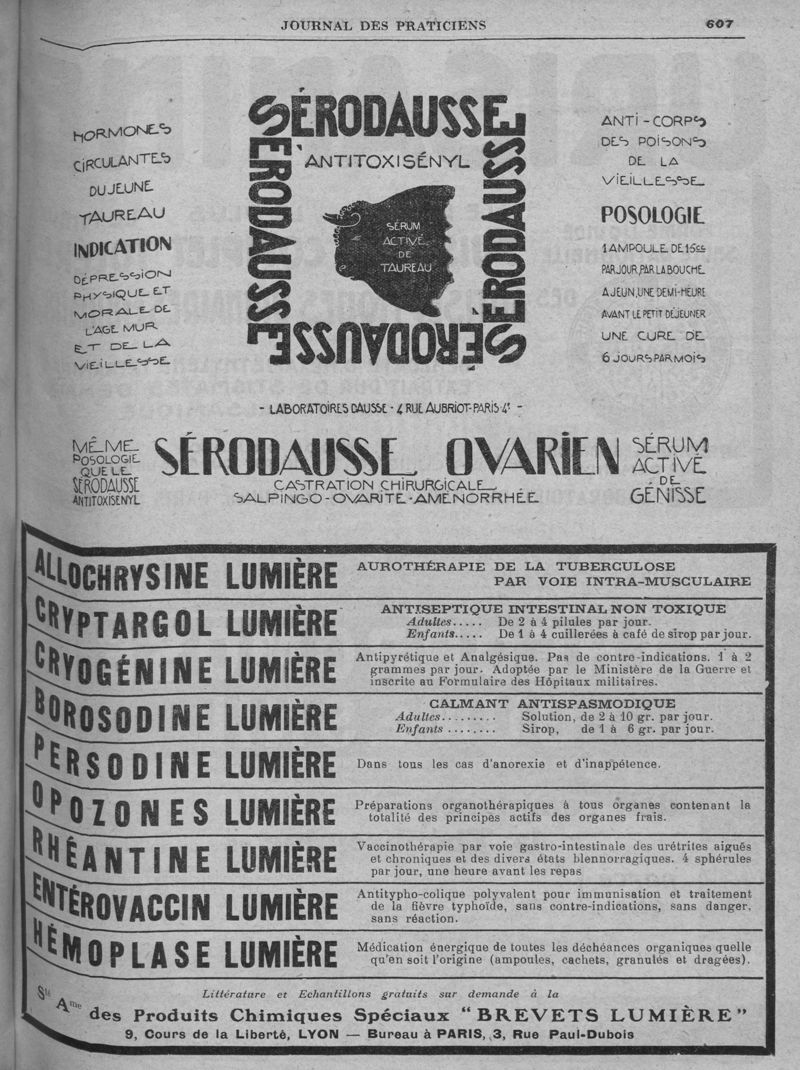 JOURNAL DES PRATICIENS
607
HORMONES
CIRCULANTES
DU JEUNE
TAUREAU
INDICATION
DÉPRESSION
PHYSIQUE ET
MORALE DE
L'AGE MUR
ET DE LA
VIEILLESSE
SÉRODAUSSE
SERODAUSSE
SERODAUSSE
SÉRODAUSSE
ANTITOXISÉNYL
SÉRUM
ACTIVÉ
DE
TAUREAU
ANTI-CORPS
DES POISONS
DE LA
VIEILLESSE
POSOLOGIE
1 AMPOULE DE 15cc
PAR JOUR, PAR LA BOUCHE
A JEUN, UNE DEMI-HEURE
AVANT LE PETIT DÉJEUNER
UNE CURE DE
6 JOURS PAR MOIS
- LABORATOIRES DAUSSE - 4 RUE AUBRIOT-PARIS-4e -
MÊME
POSOLOGIE
QUE LE
SÉRODAUSSE
ANTITOXISENYL
SÉRODAUSSE OVARIEN
CASTRATION CHIRURGICALE
SALPINGO-OVARITE-AMÉNORRHÉE
SÉRUM
ACTIVÉ
DE
GÉNISSE
ALLOCHRYSINE LUMIÈRE
AUROTHÉRAPIE DE LA TUBERCULOSE
PAR VOIE INTRA-MUSCULAIRE
CRYPTARGOL LUMIÈRE
ANTISEPTIQUE INTESTINAL NON TOXIQUE
Adultes..... De 2 à 4 pilules par jour.
Enfants..... De 1 à 4 cuillerées à café de sirop par jour.
CRYOGÉNINE LUMIÈRE
Antipyrétique et Analgésique. Pas de contre-indications. 1 à 2
grammes par jour. Adoptée par le Ministère de la Guerre et
inscrite au Formulaire des Hôpitaux militaires.
BOROSODINE LUMIÈRE
CALMANT ANTISPASMODIQUE
Adultes......... Solution, de 2 à 10 gr. par jour.
Enfants ........ Sirop, de 1 à 6 gr. par jour.
PERSODINE LUMIÈRE
Dans tous les cas d'anorexie et d'inappétence.
OPOZONES LUMIÈRE
Préparations organothérapiques à tous organes contenant la
totalité des principes actifs des organes frais.
RHÉANTINE LUMIÈRE
Vaccinothérapie par voie gastro-intestinale des urétrites aiguës
et chroniques et des divers états blennorragiques. 4 sphérules
par jour, une heure avant les repas
ENTÉROVACCIN LUMIÈRE
Antitypho-colique polyvalent pour immunisation et traitement
de la fièvre typhoïde, sans contre-indications, sans danger,
sans réaction.
HÉMOPLASE LUMIÈRE
Médication énergique de toutes les déchéances organiques quelle
qu'en soit l'origine (ampoules, cachets, granulés et dragées).
Littérature et Echantillons gratuits sur demande à la
Sté Ame des Produits Chimiques Spéciaux "BREVETS LUMIÈRE"
9, Cours de la Liberté, LYON — Bureau à PARIS, 3, Rue Paul-Dubois